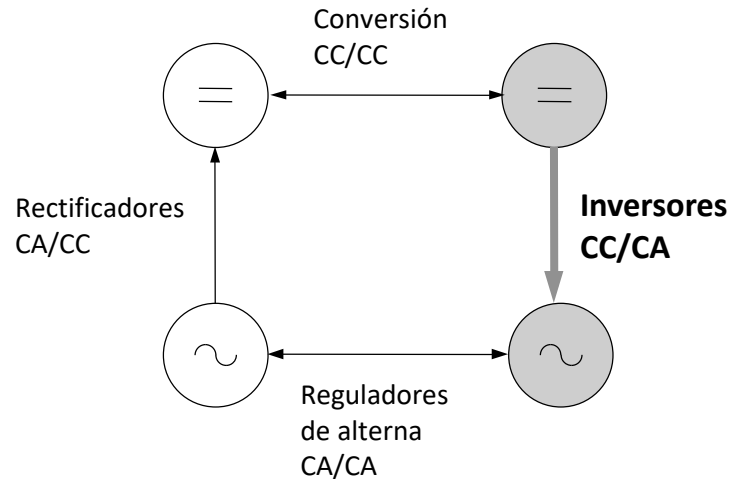 Conversión
CC/CC
Rectificadores
CA/CC
Inversores
CC/CA
Reguladores
de alterna
CA/CA